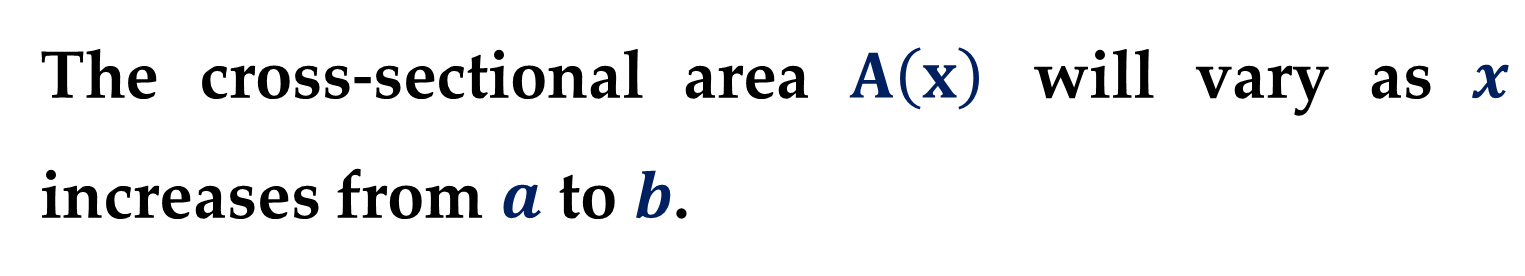 The cross-sectional area A(x) will vary as x
increases from a to b.